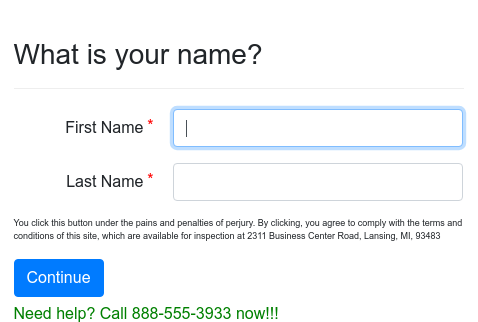 What is your name?
First Name *
Last Name *
You click this button under the pains and penalties of perjury. By clicking, you agree to comply with the terms and
conditions of this site, which are available for inspection at 2311 Business Center Road, Lansing, MI, 93483
Continue
Need help? Call 888-555-3933 now!!!